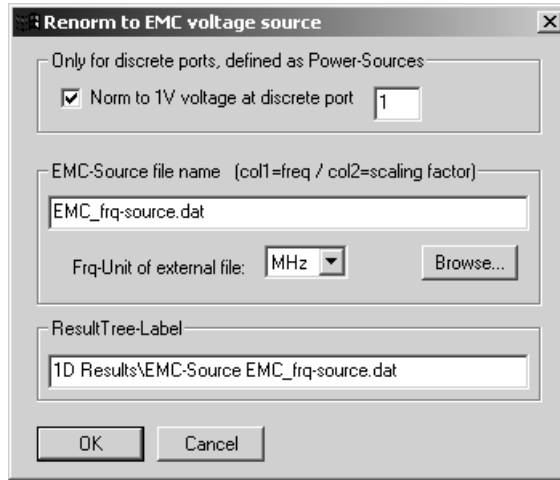 Renorm to EMC voltage source
Only for discrete ports, defined as Power-Sources
Norm to 1V voltage at discrete port 1
EMC-Source file name (col1=freq / col2=scaling factor)
EMC_frq-source.dat
Frq-Unit of external file: MHz Browse...
ResultTree-Label
1D Results\EMC-Source EMC_frq-source.dat
OK Cancel